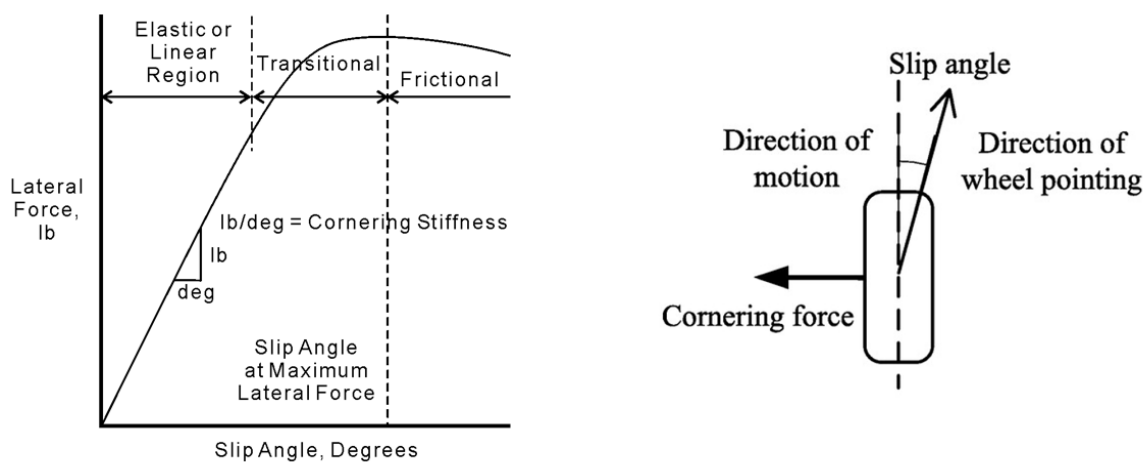 Elastic or
Linear
Region
Transitional
Frictional
Lateral
Force,
lb
lb/deg = Cornering Stiffness
lb
deg
Slip Angle
at Maximum
Lateral Force
Slip Angle, Degrees
Slip angle
Direction of
motion
Direction of
wheel pointing
Cornering force